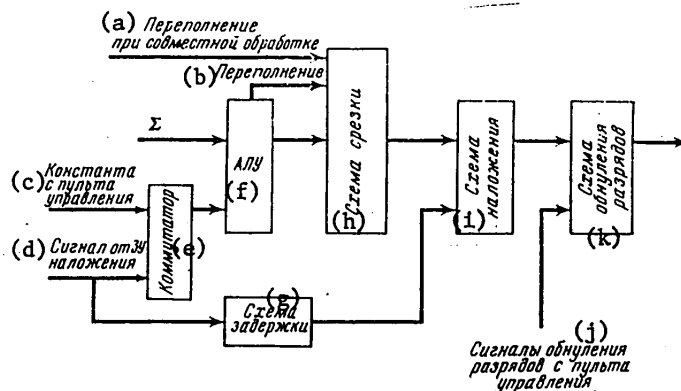 (a) Переполнение
при совместной обработке
(b) Переполнение
Σ
АЛУ
(f)
Схема срезки
(h)
Схема
наложения
(i)
Схема
обнуления
разрядов
(k)
(c) Константа
с пульта
управления
Коммутатор
(e)
(d) Сигнал от ЗУ
наложения
(g)
Схема
задержки
(j)
Сигналы обнуления
разрядов с пульта
управления